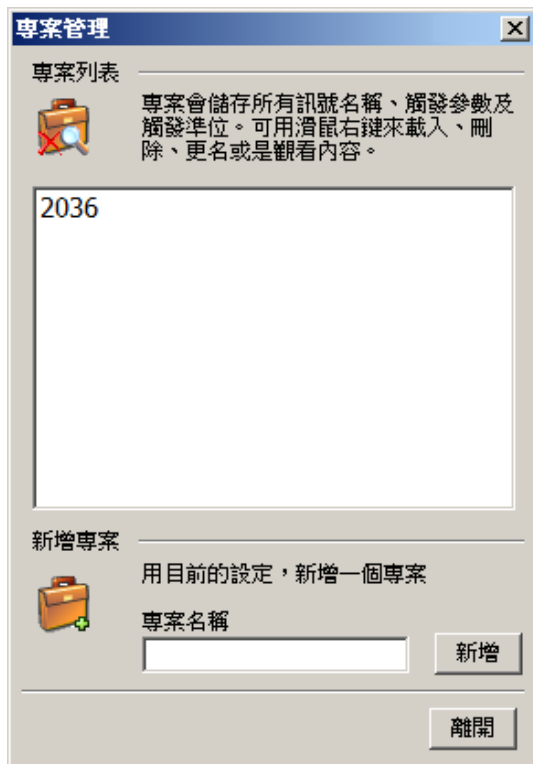 專案管理
專案列表
專案會儲存所有訊號名稱、觸發參數及
觸發準位。可用滑鼠右鍵來載入、刪
除、更名或是觀看內容。
2036
新增專案
用目前的設定，新增一個專案
專案名稱
新增
離開